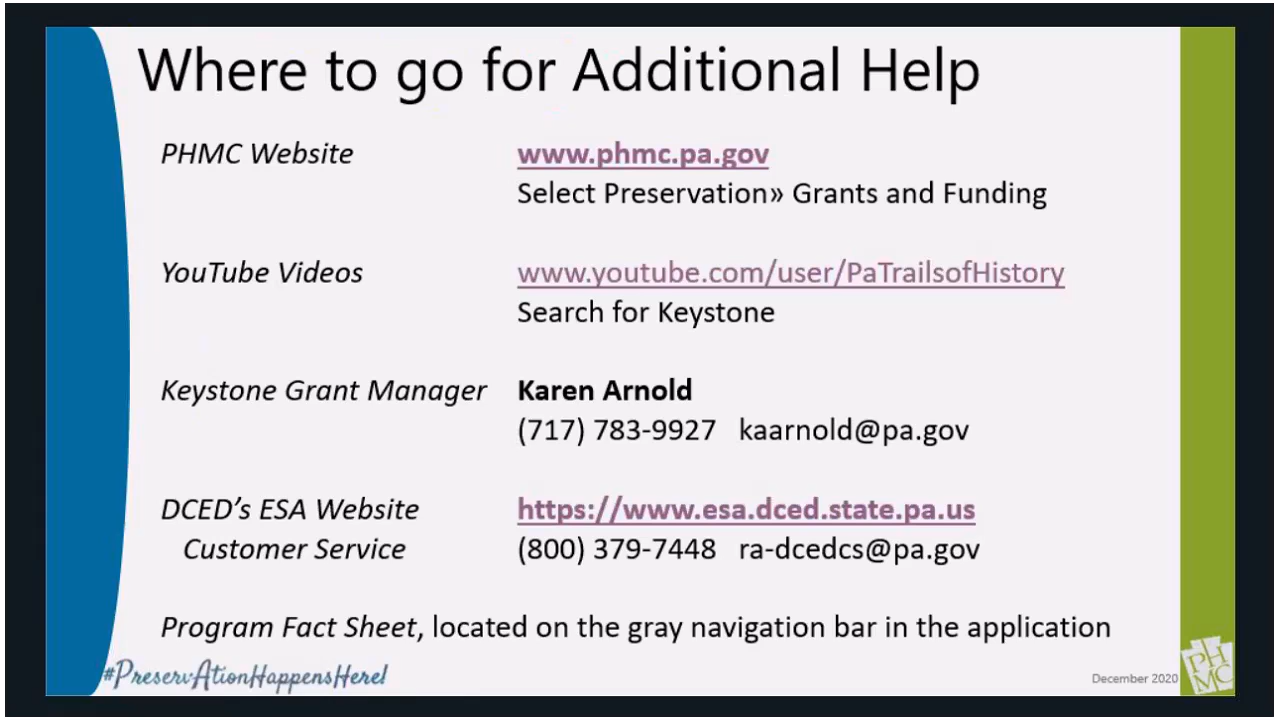 Where to go for Additional Help
PHMC Website www.phmc.pa.gov
Select Preservation» Grants and Funding
YouTube Videos www.youtube.com/user/PaTrailsofHistory
Search for Keystone
Keystone Grant Manager Karen Arnold
(717) 783-9927 kaarnold@pa.gov
DCED’s ESA Website https://www.esa.dced.state.pa.us
Customer Service (800) 379-7448 ra-dcedcs@pa.gov
Program Fact Sheet, located on the gray navigation bar in the application
#PreservAtionHappensHere!
December 2020
PH
MC